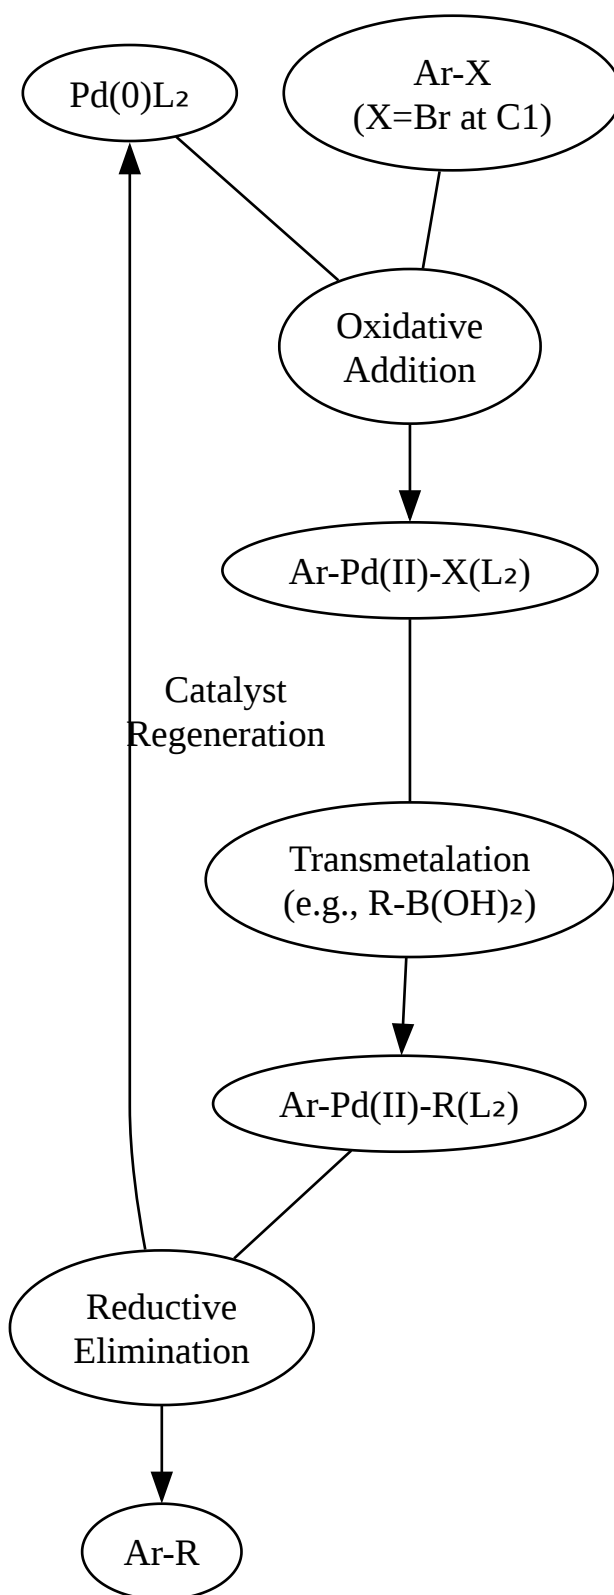 Pd(0)L₂
Ar-X
(X=Br at C1)
Oxidative
Addition
Ar-Pd(II)-X(L₂)
Catalyst
Regeneration
Transmetalation
(e.g., R-B(OH)₂)
Ar-Pd(II)-R(L₂)
Reductive
Elimination
Ar-R